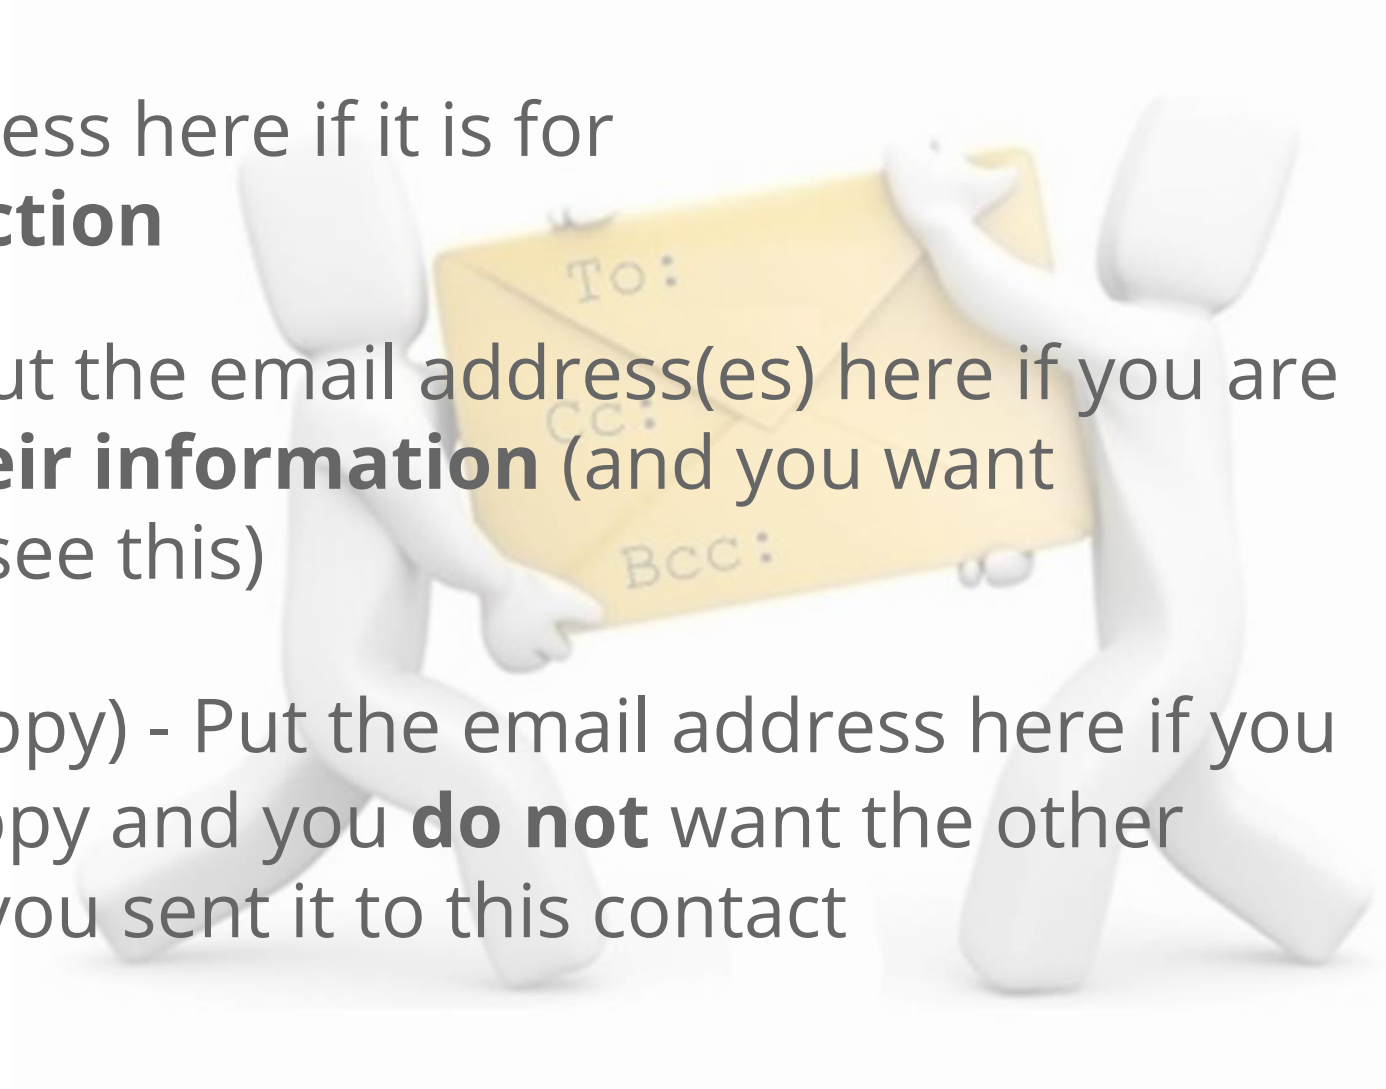 ess here if it is for
ction
To:
ut the email address(es) here if you are
Cc:
eir information (and you want
see this)
Bcc:
opy) - Put the email address here if you
opy and you do not want the other
you sent it to this contact